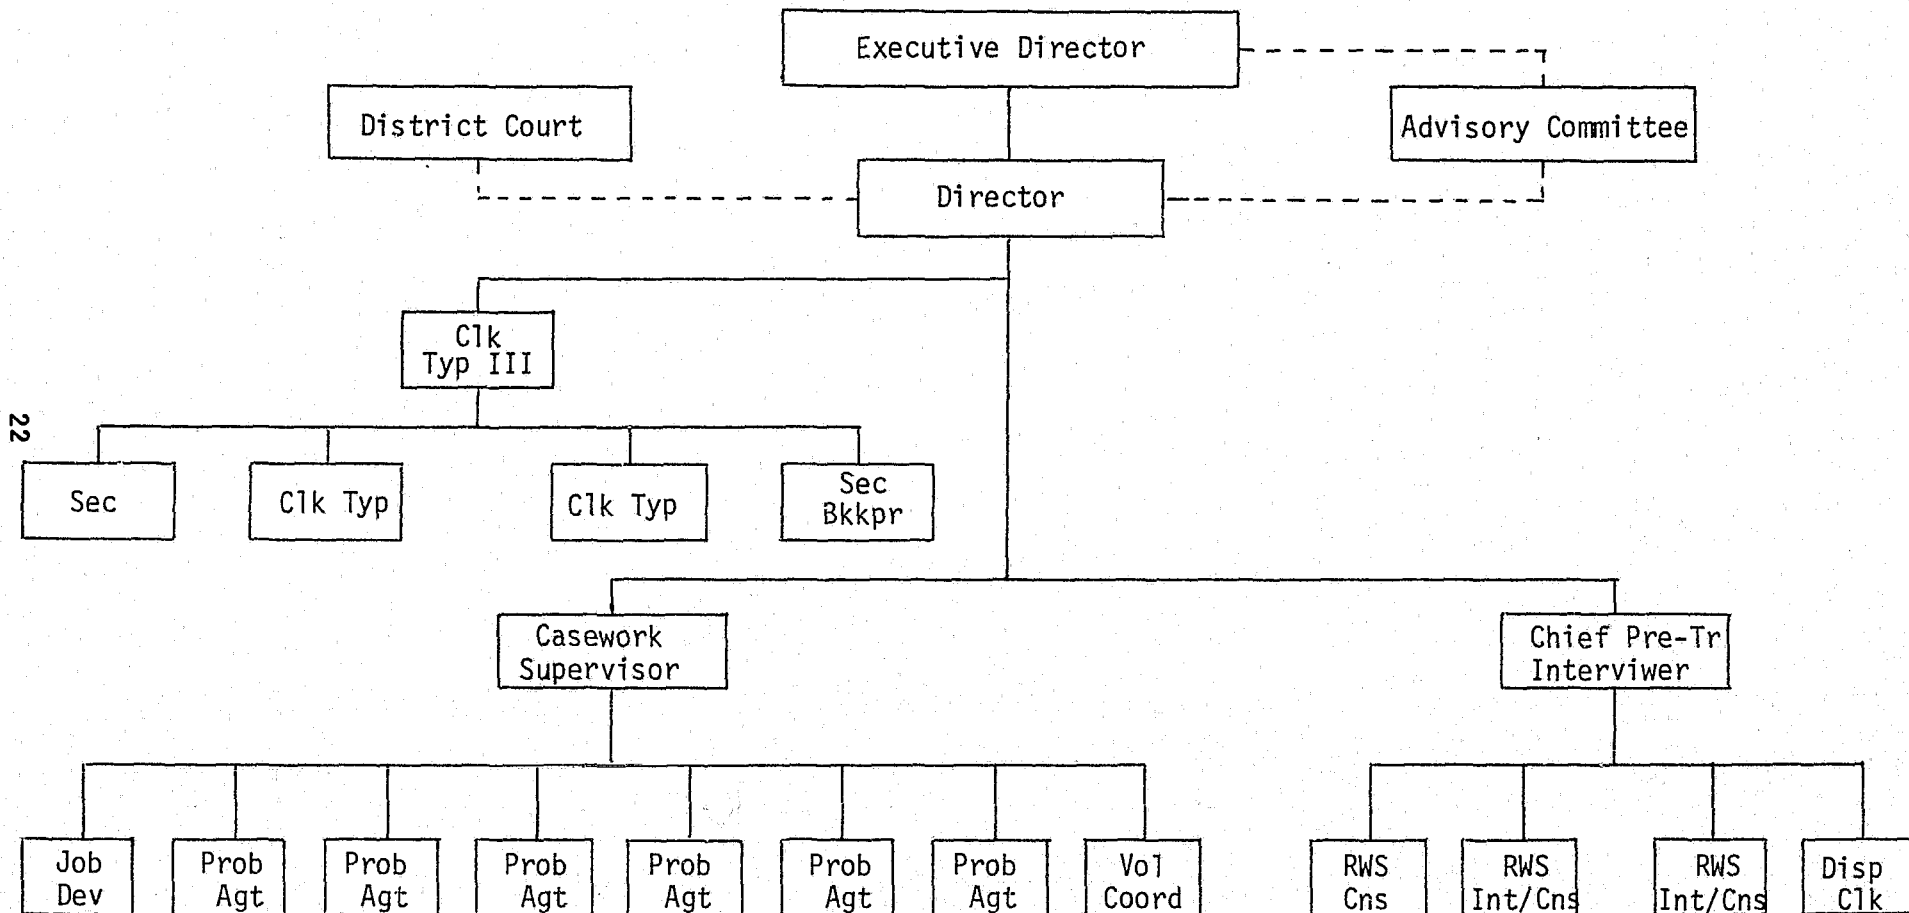 Executive Director
District Court
Advisory Committee
Director
Clk
Typ III
22
Sec
Clk Typ
Clk Typ
Sec
Bkkpr
Casework
Supervisor
Chief Pre-Tr
Interviwer
Job
Dev
Prob
Agt
Prob
Agt
Prob
Agt
Prob
Agt
Prob
Agt
Prob
Agt
Vol
Coord
RWS
Cns
RWS
Int/Cns
RWS
Int/Cns
Disp
Clk